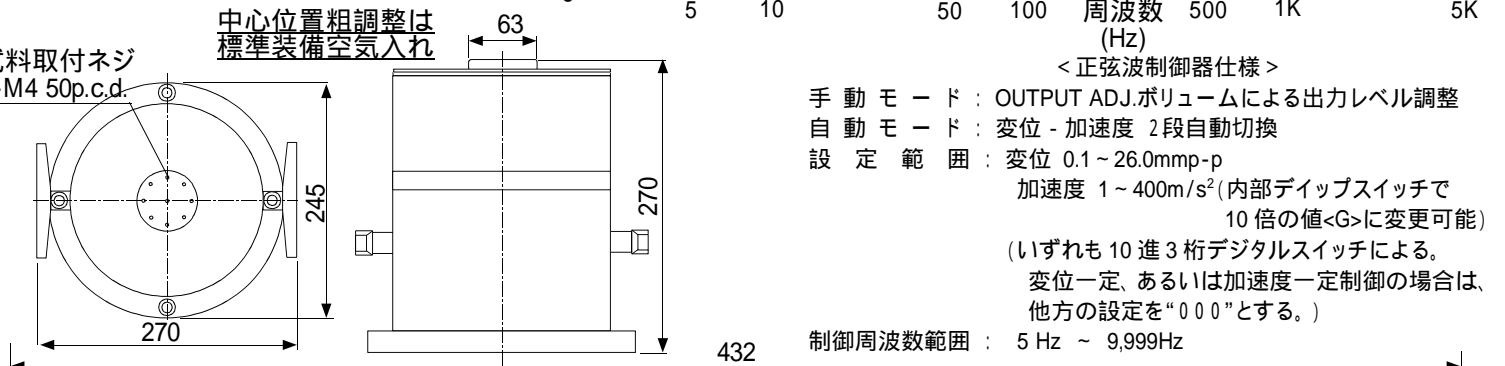 中心位置粗調整は
標準装備空気入れ
料取付ネジ
M4 50p.c.d.
63
245
270
270
432
5 10 50 100 周波数 500 1K 5K
(Hz)
<正弦波制御器仕様>
手動モード : OUTPUT ADJ.ボリュームによる出力レベル調整
自動モード : 変位 - 加速度 2段自動切換
設定範囲 : 変位 0.1~26.0mmp-p
加速度 1~400m/s²(内部デイップスイッチで
10倍の値<G>に変更可能)
(いずれも10進3桁デジタルスイッチによる。
変位一定、あるいは加速度一定制御の場合は、
他方の設定を“000”とする。)
制御周波数範囲 : 5 Hz ~ 9,999Hz